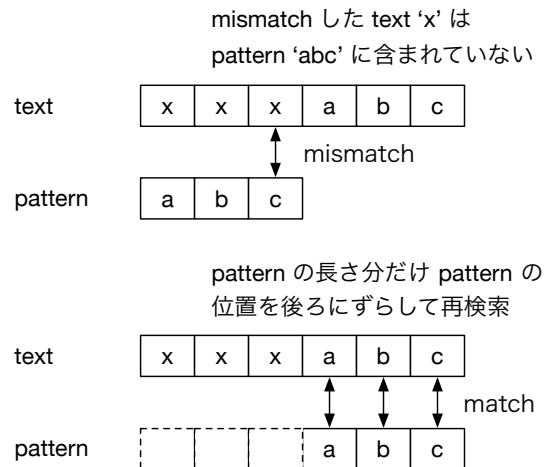 mismatch した text ‘x’ は
pattern ‘abc’ に含まれていない
text x x x a b c
mismatch
pattern a b c
pattern の長さ分だけ pattern の
位置を後ろにずらして再検索
text x x x a b c
match
pattern a b c